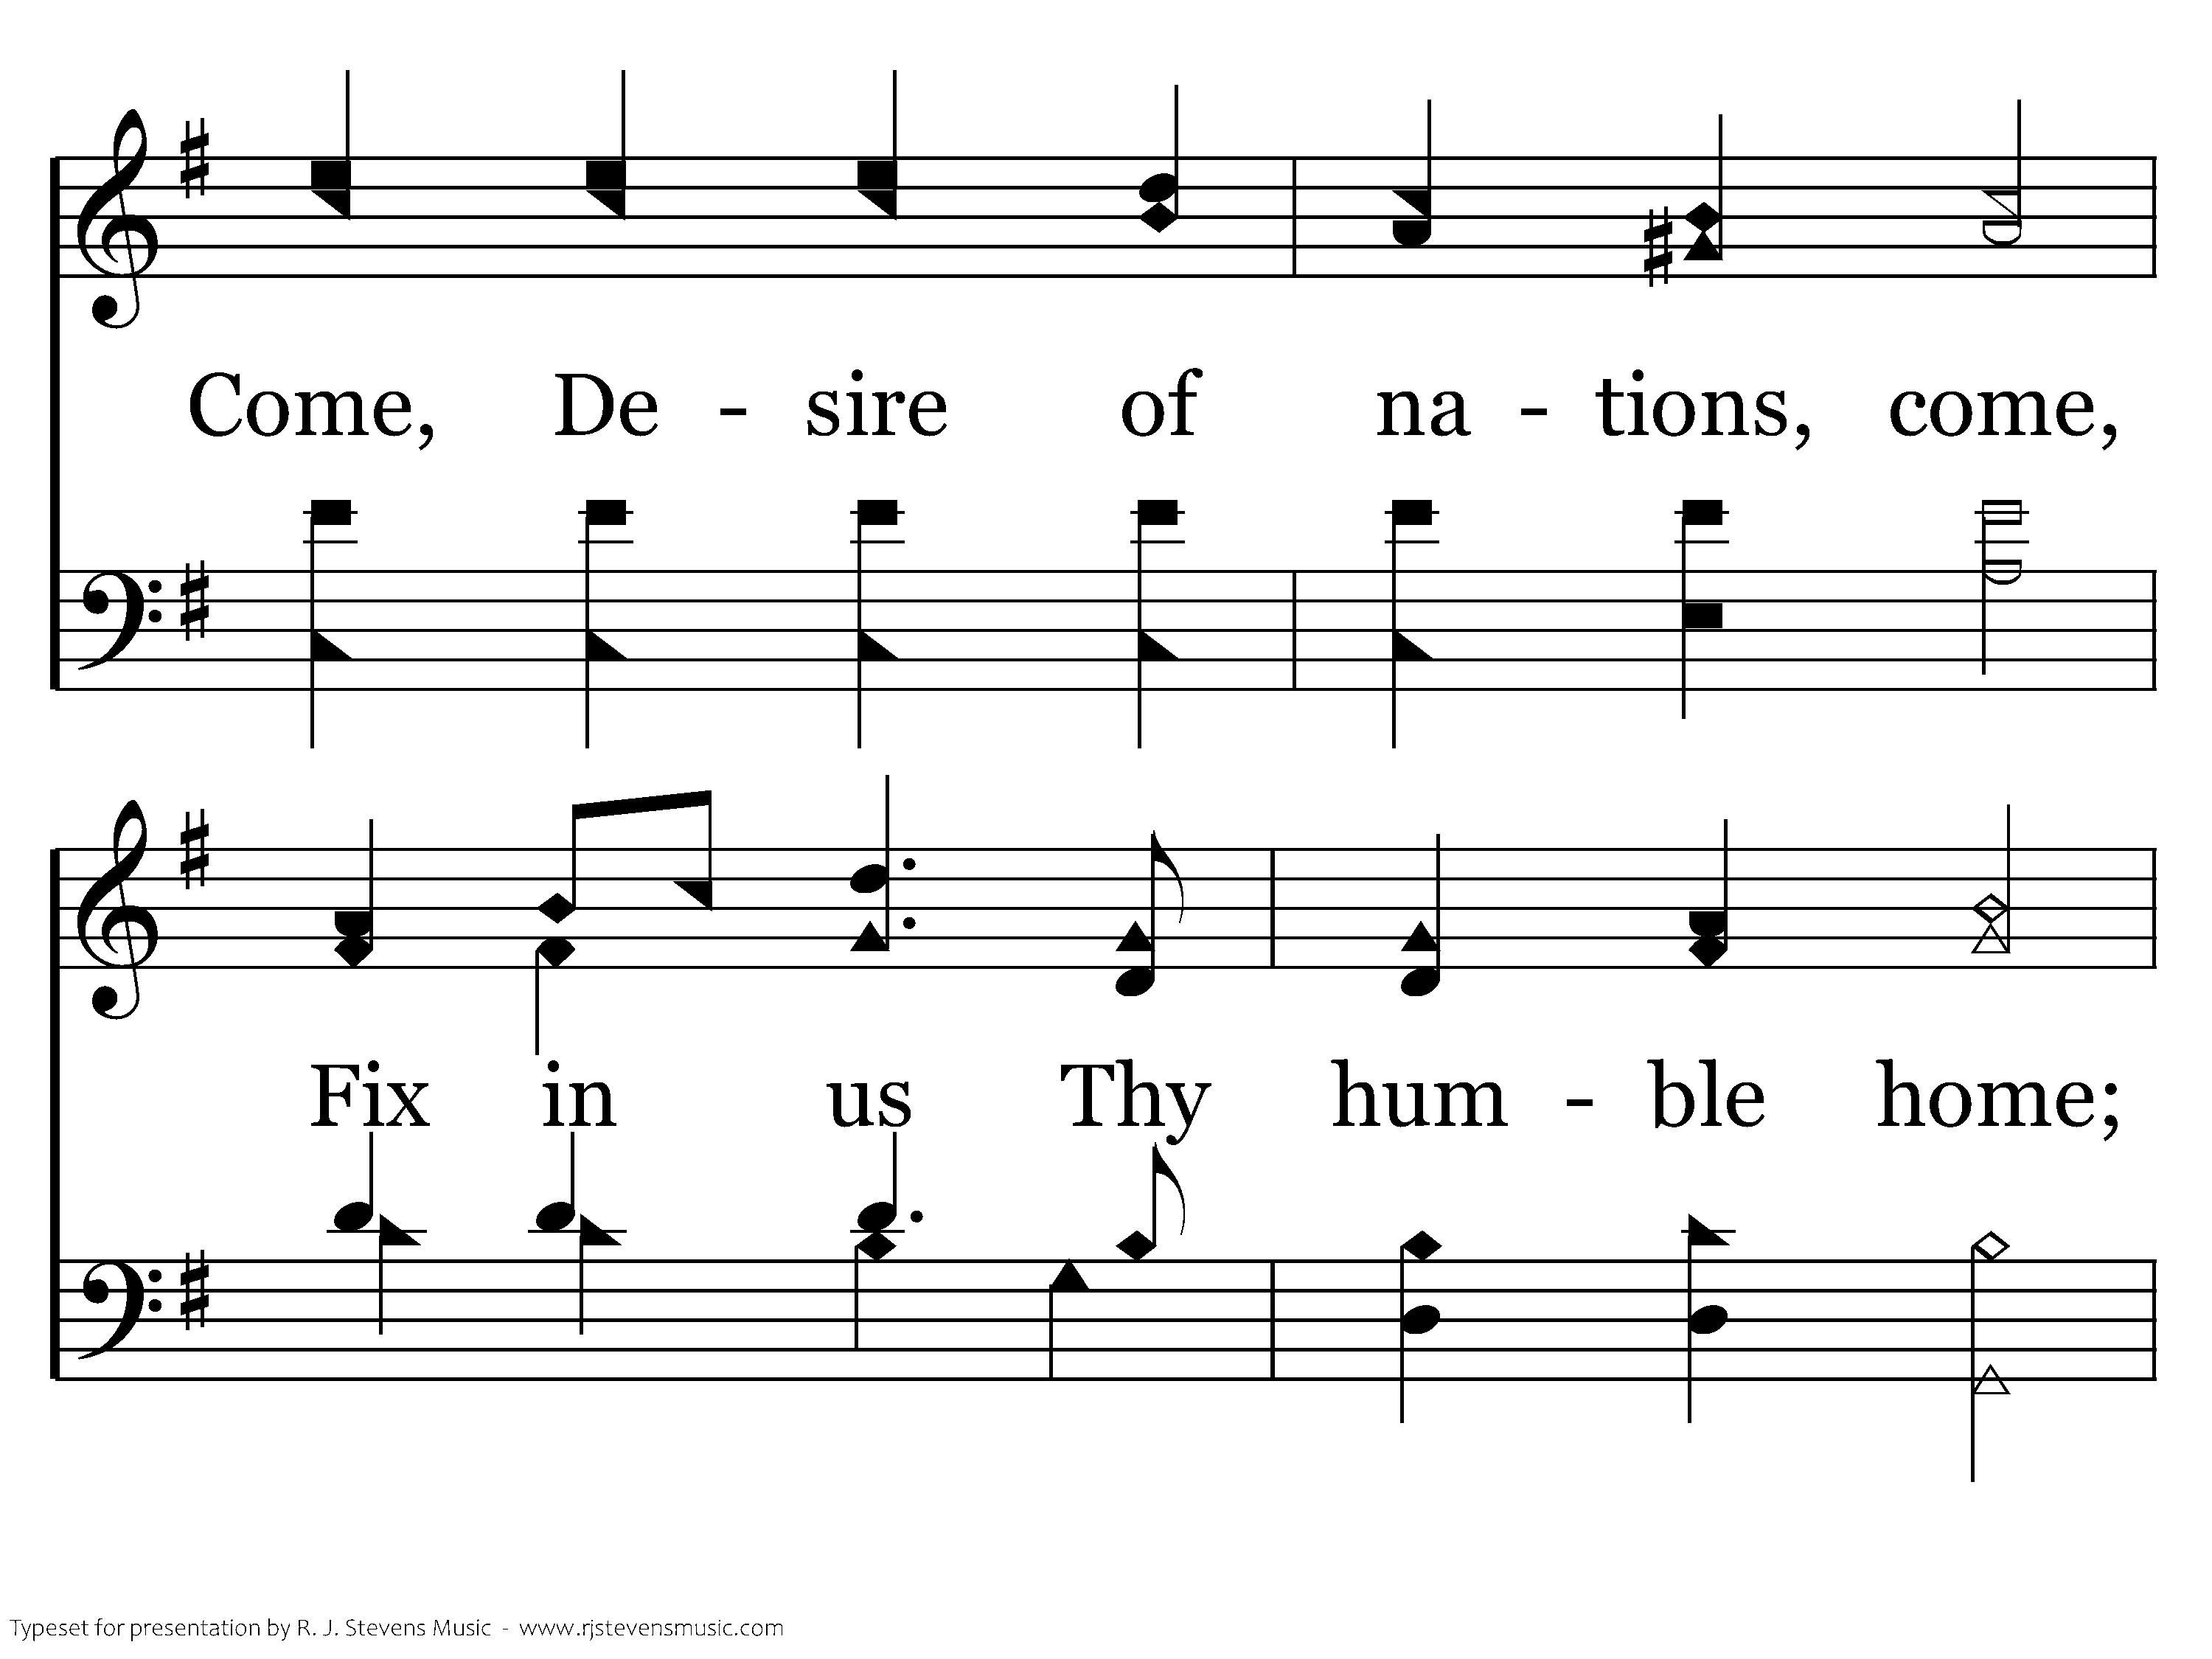 Come, De - sire of na - tions, come,
Fix in us Thy hum - ble home;
Typeset for presentation by R. J. Stevens Music - www.rjstevensmusic.com